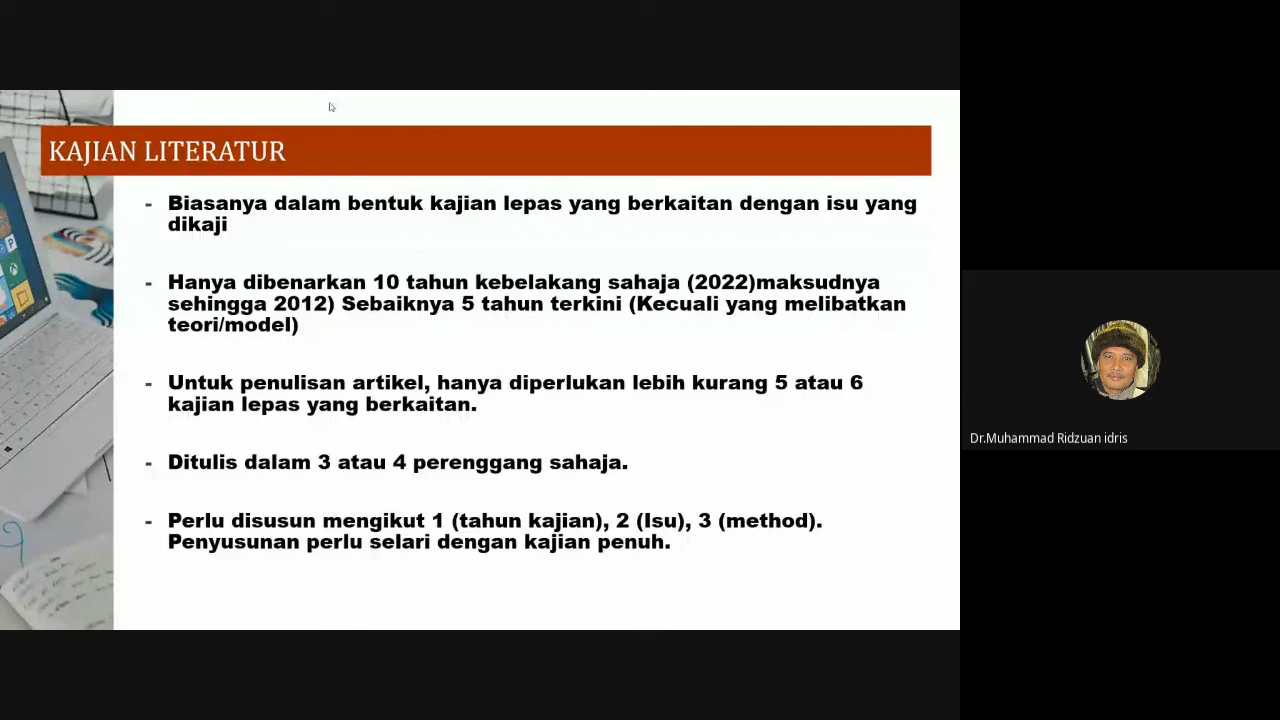 KAJIAN LITERATUR
- Biasanya dalam bentuk kajian lepas yang berkaitan dengan isu yang
dikaji
- Hanya dibenarkan 10 tahun kebelakang sahaja (2022)maksudnya
sehingga 2012) Sebaiknya 5 tahun terkini (Kecuali yang melibatkan
teori/model)
- Untuk penulisan artikel, hanya diperlukan lebih kurang 5 atau 6
kajian lepas yang berkaitan.
- Ditulis dalam 3 atau 4 perenggang sahaja.
- Perlu disusun mengikut 1 (tahun kajian), 2 (Isu), 3 (method).
Penyusunan perlu selari dengan kajian penuh.
Dr.Muhammad Ridzuan idris